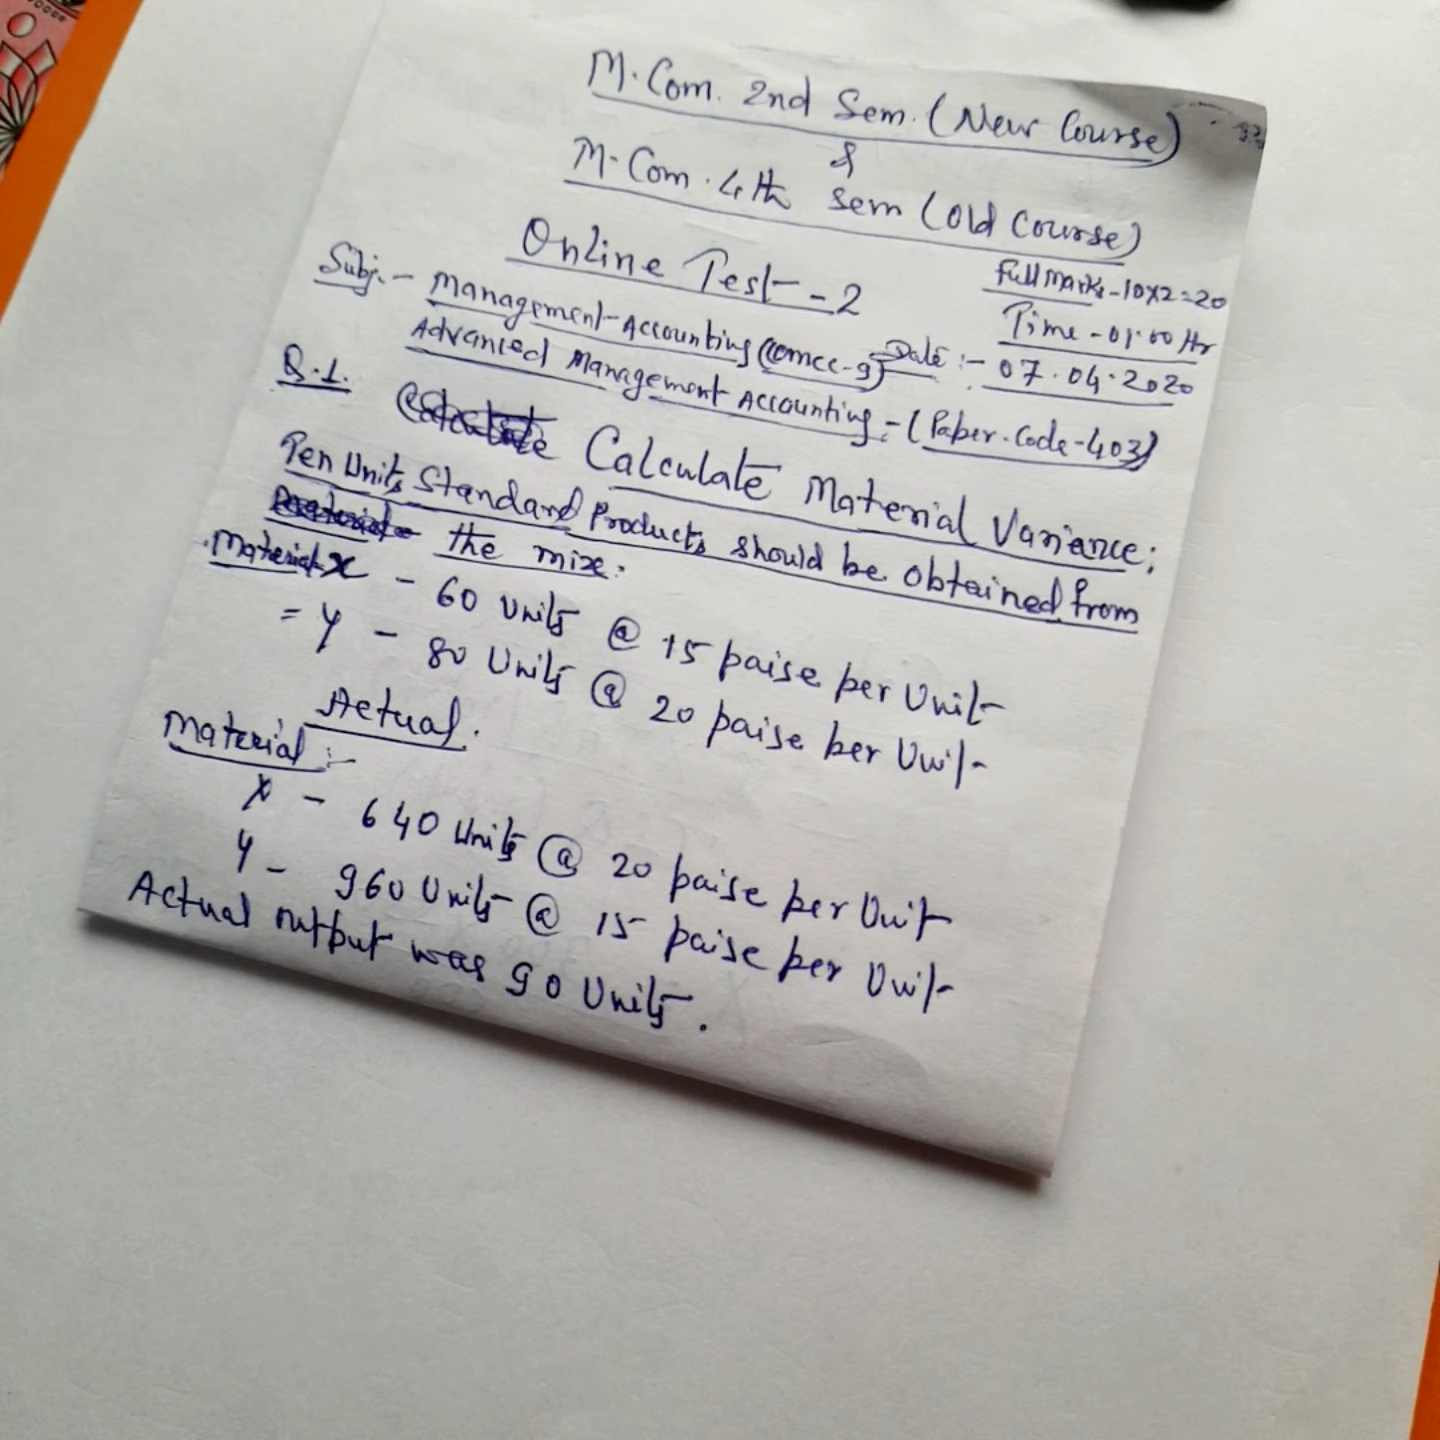 M.Com. 2nd Sem. (New Course)
&
M.Com. 4th Sem (Old Course)
Online Test - 2
Full Marks - 10x2=20
Time - 01.00 Hr
Subj. - Management Accounting (Comcc-9) Date :- 07.04.2020
Advanced Management Accounting - (Paper-Code-403)
Q.1. Calculate Material Variance;
Ten Units Standard Products should be obtained from
the mix:
Material x - 60 Units @ 15 paise per Unit
= y - 80 Units @ 20 paise per Unit
Actual.
Material :-
X - 640 Units @ 20 paise per Unit
Y - 960 Units @ 15 paise per Unit
Actual output was 90 Units.